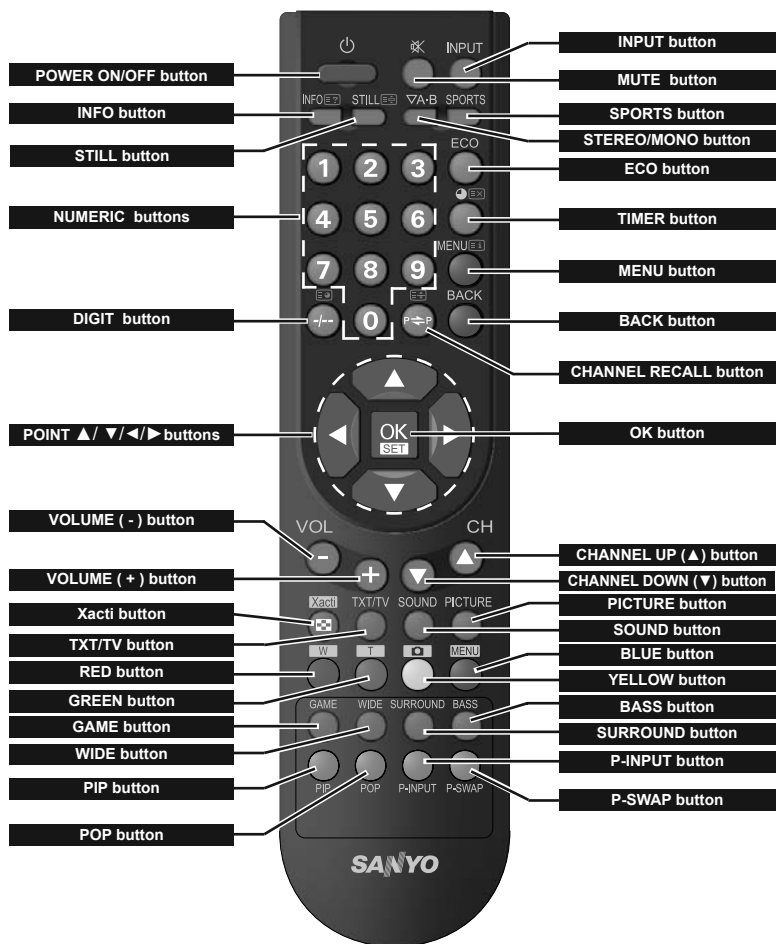 INPUT
POWER ON/OFF button
INPUT button
MUTE button
INFO button
INFO STILL ▽A·B SPORTS
SPORTS button
STILL button
STEREO/MONO button
ECO
1 2 3
ECO button
NUMERIC buttons
4 5 6
TIMER button
MENU
7 8 9
MENU button
BACK
DIGIT button
-/-- 0 P P
BACK button
CHANNEL RECALL button
▲
POINT ▲/ ▼/◀/▶ buttons
◀ OK ▶
SET
OK button
▼
VOLUME ( - ) button
VOL CH
- ▲
CHANNEL UP (▲) button
VOLUME ( + ) button
+ ▼
CHANNEL DOWN (▼) button
Xacti button
Xacti TXT/TV SOUND PICTURE
PICTURE button
TXT/TV button
SOUND button
RED button
W T MENU
BLUE button
GREEN button
YELLOW button
GAME button
GAME WIDE SURROUND BASS
BASS button
WIDE button
SURROUND button
PIP button
P-INPUT button
PIP POP P-INPUT P-SWAP
P-SWAP button
POP button
SANYO